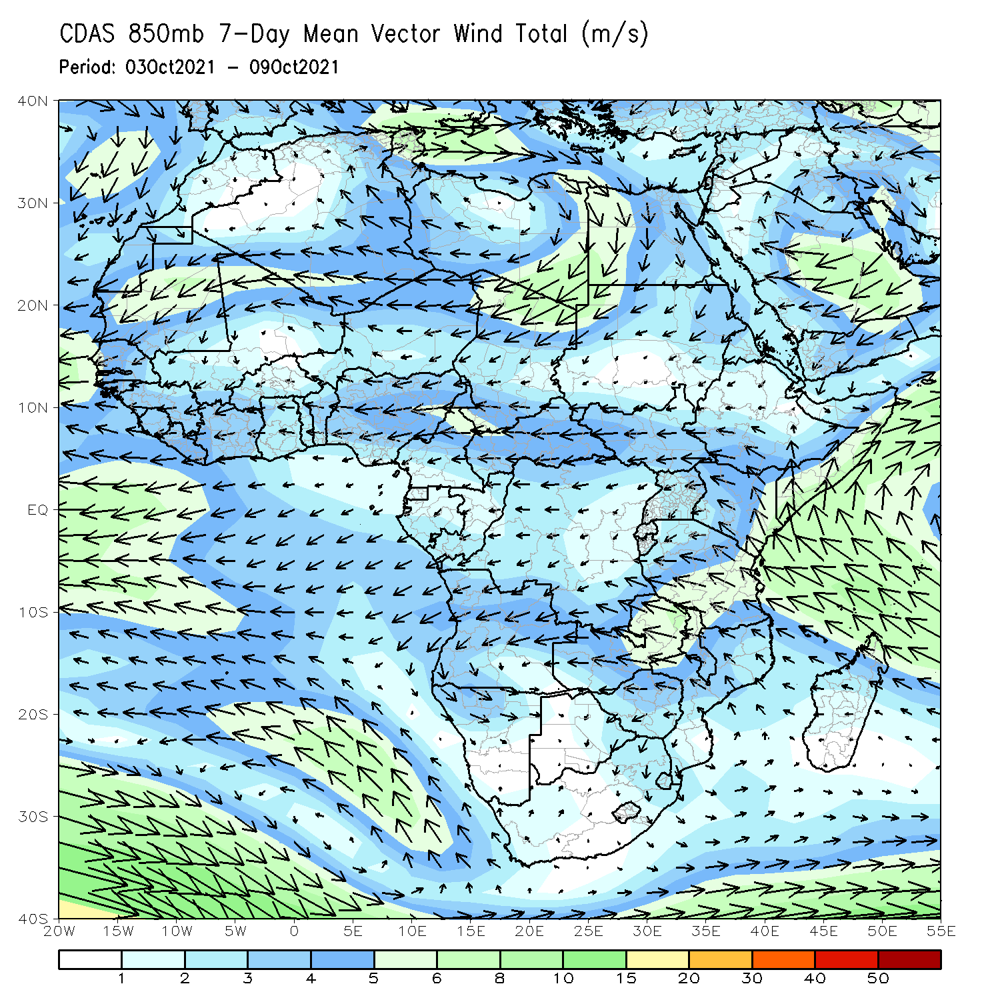 CDAS 850mb 7-Day Mean Vector Wind Total (m/s)
Period: 03Oct2021 - 09Oct2021
40N
30N
20N
10N
EQ
10S
20S
30S
40S
20W 15W 10W 5W 0 5E 10E 15E 20E 25E 30E 35E 40E 45E 50E 55E
1 2 3 4 5 6 8 10 15 20 30 40 50